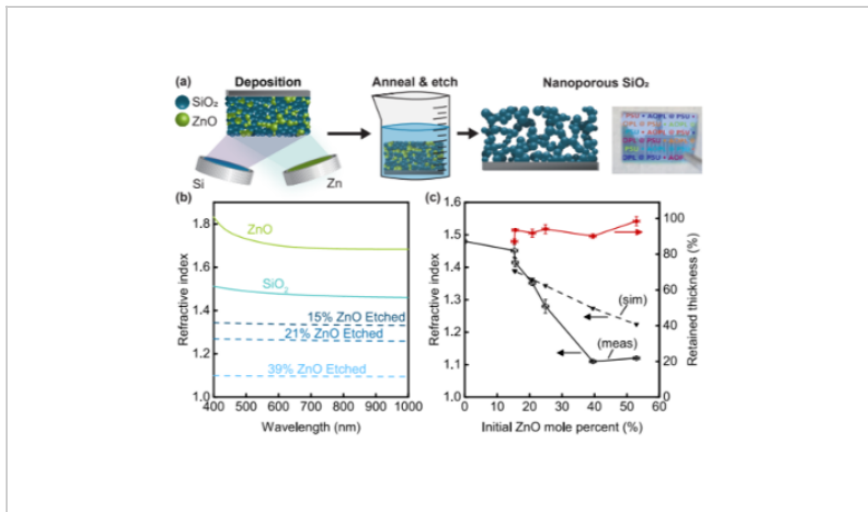 (a)
Deposition
Anneal & etch
Nanoporous SiO₂
SiO₂
ZnO
Si
Zn
(b)
Refractive index
1.8
1.6
1.4
1.2
1.0
ZnO
SiO₂
15% ZnO Etched
21% ZnO Etched
39% ZnO Etched
400 500 600 700 800 900 1000
Wavelength (nm)
(c)
Refractive index
1.6
1.5
1.4
1.3
1.2
1.1
1.0
(sim)
(meas)
100
80
60
40
20
0
Retained thickness (%)
0 10 20 30 40 50 60
Initial ZnO mole percent (%)